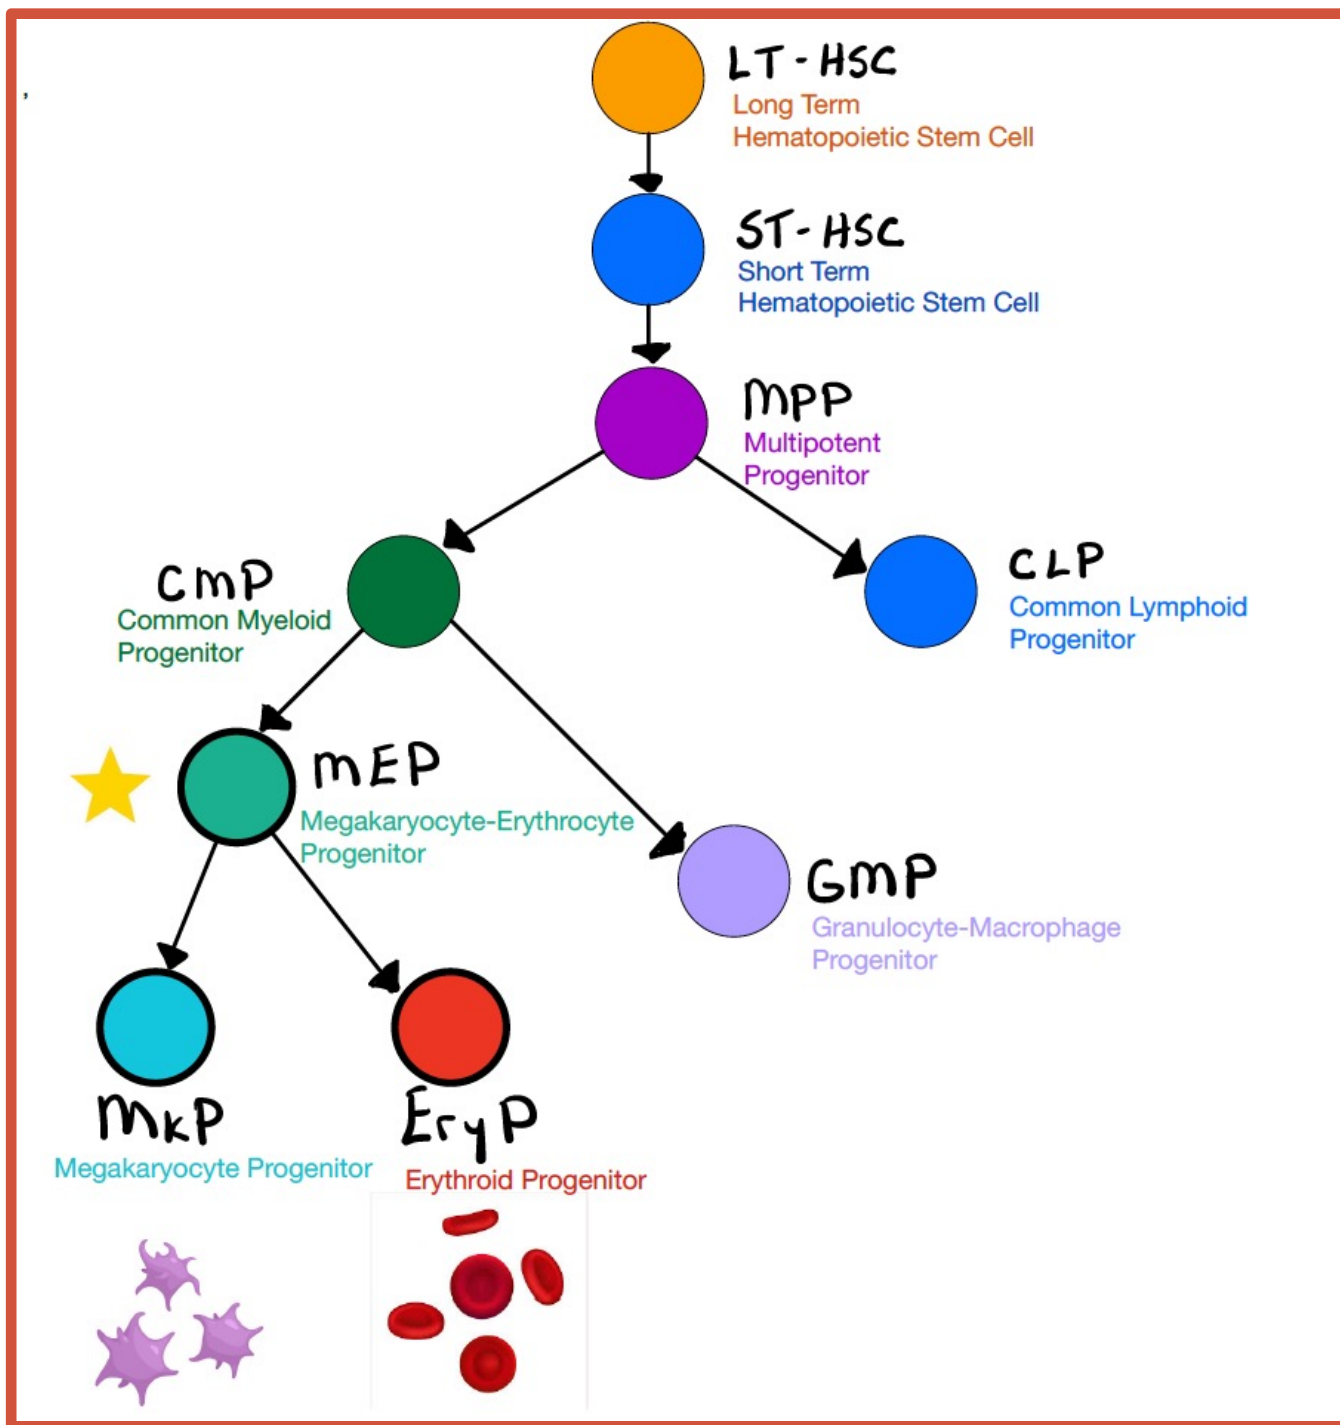 LT-HSC
Long Term
Hematopoietic Stem Cell
ST-HSC
Short Term
Hematopoietic Stem Cell
MPP
Multipotent
Progenitor
CMP
Common Myeloid
Progenitor
CLP
Common Lymphoid
Progenitor
MEP
Megakaryocyte-Erythrocyte
Progenitor
GMP
Granulocyte-Macrophage
Progenitor
MkP
Megakaryocyte Progenitor
EryP
Erythroid Progenitor